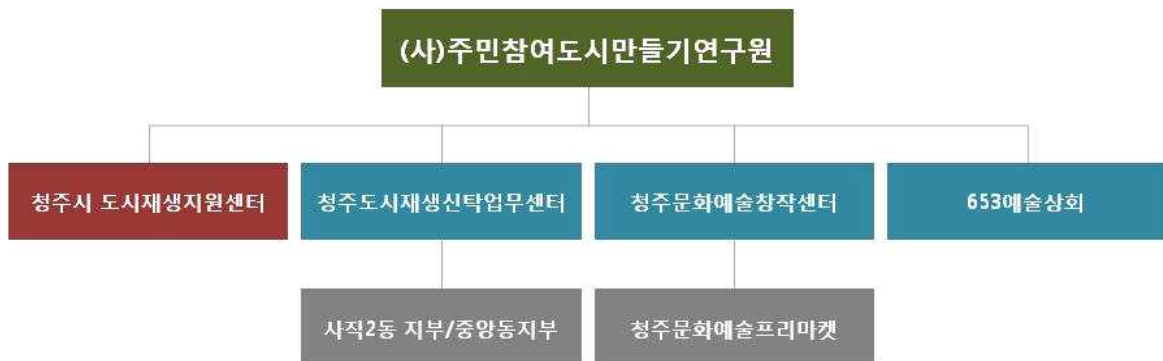 (사)주민참여도시만들기연구원
청주시 도시재생지원센터
청주도시재생신탁업무센터
청주문화예술창작센터
653예술상회
사직2동 지부/중앙동지부
청주문화예술프리마켓